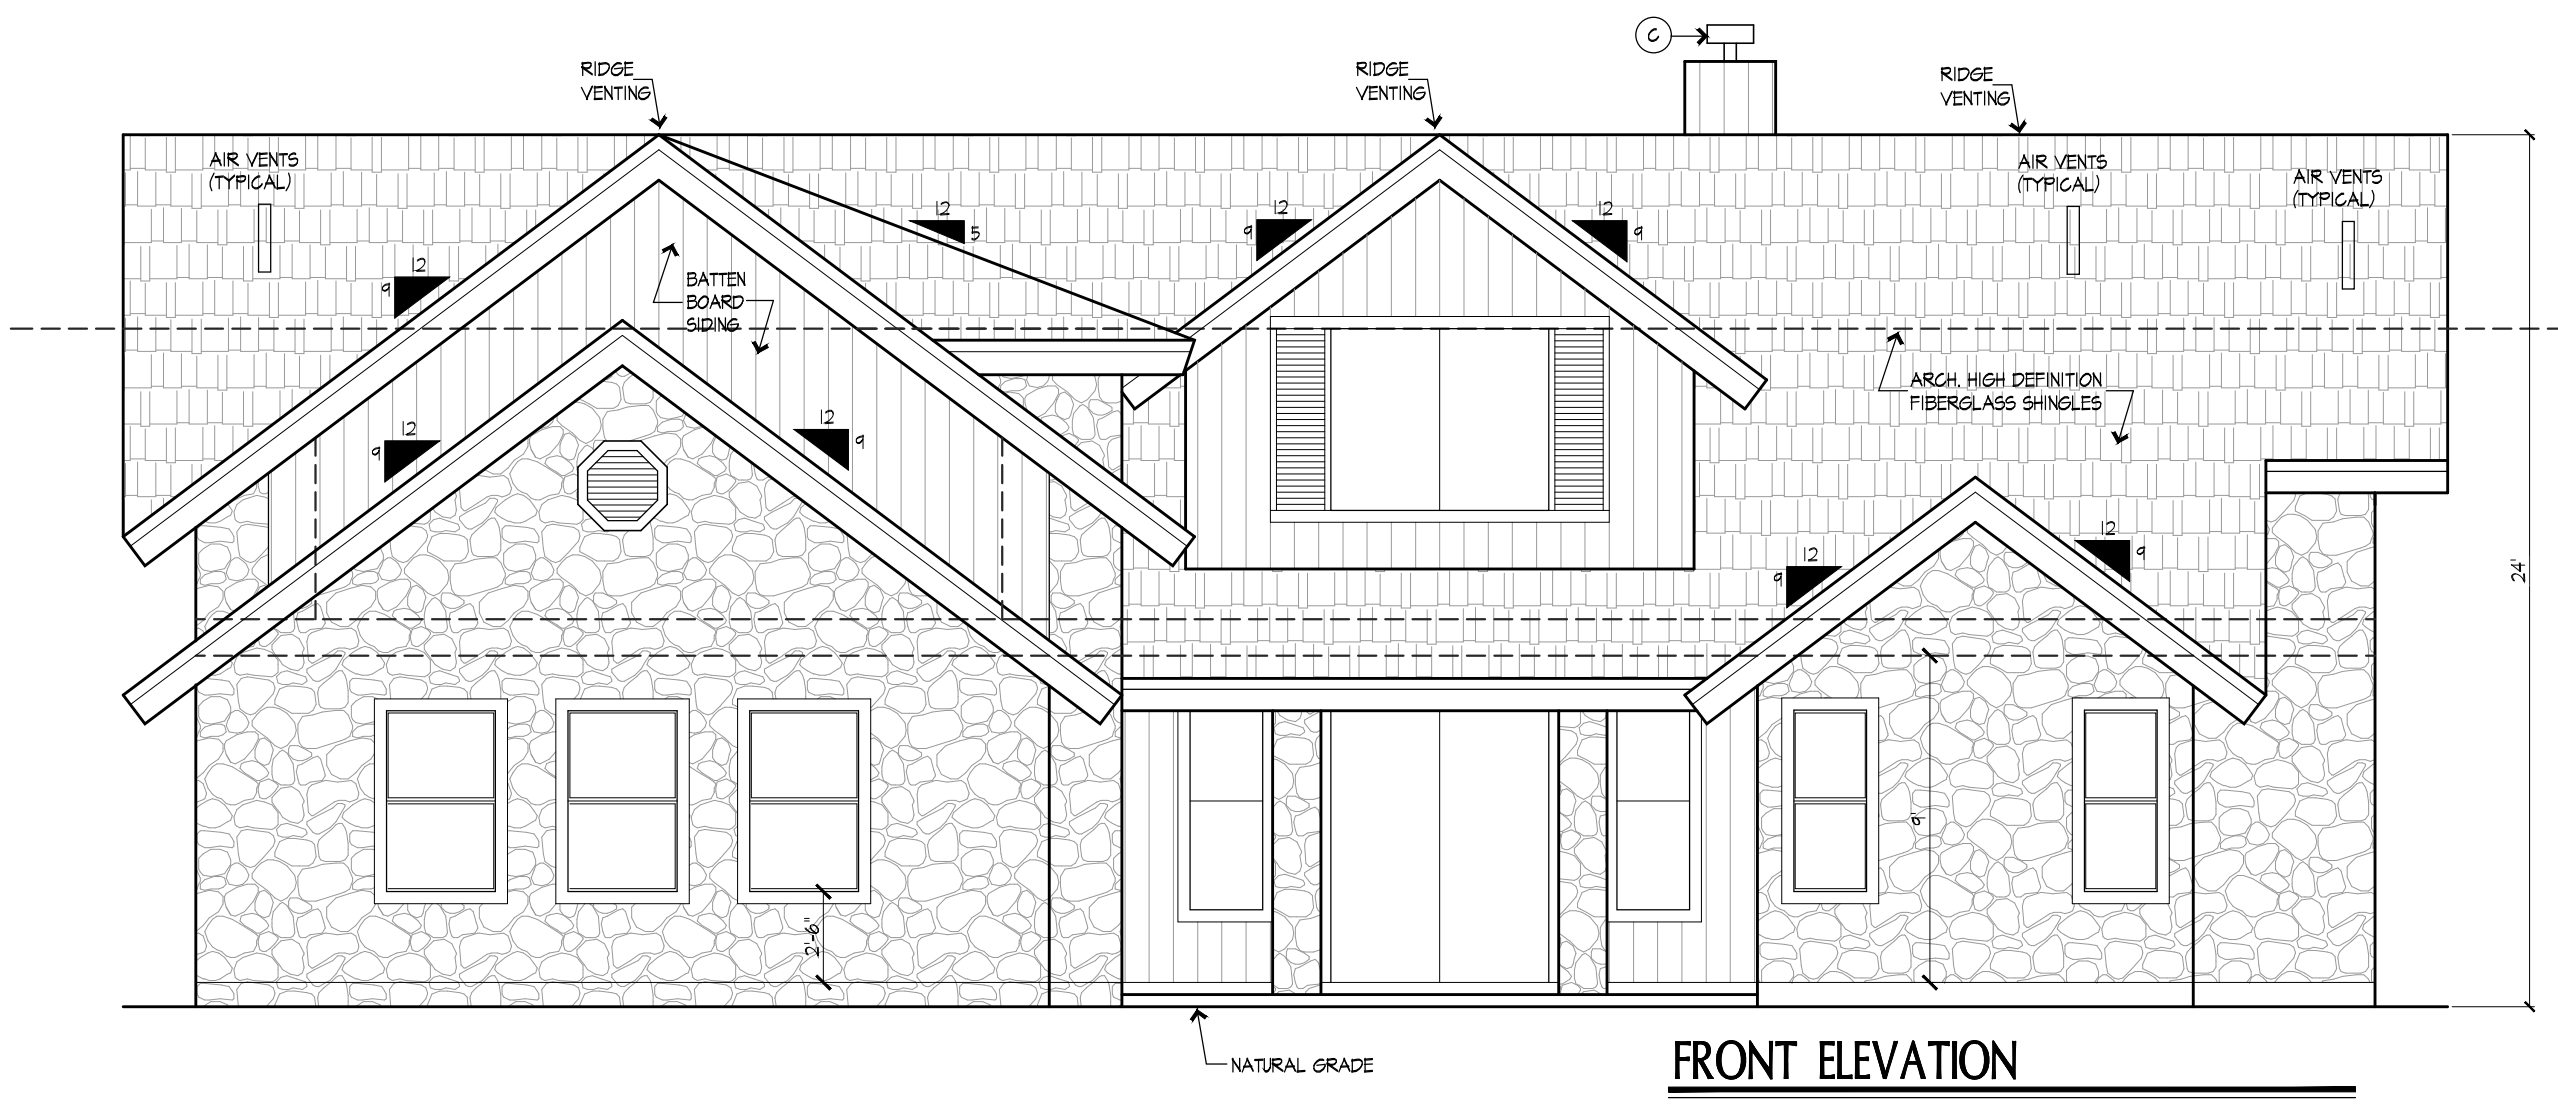 C
RIDGE
VENTING
RIDGE
VENTING
RIDGE
VENTING
AIR VENTS
(TYPICAL)
AIR VENTS
(TYPICAL)
AIR VENTS
(TYPICAL)
12
5
12
9
12
9
12
9
BATTEN
BOARD
SIDING
ARCH. HIGH DEFINITION
FIBERGLASS SHINGLES
12
9
12
9
12
9
12
9
24'
9'
2'-6"
NATURAL GRADE
FRONT ELEVATION